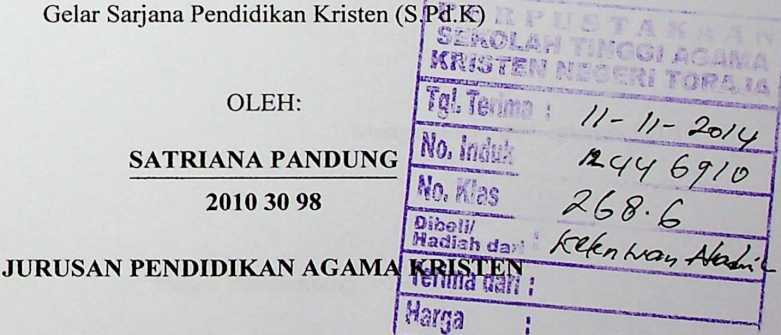 Gelar Sarjana Pendidikan Kristen (S.Pd.K)
OLEH:
SATRIANA PANDUNG
2010 30 98
JURUSAN PENDIDIKAN AGAMA KRISTEN
PERPUSTAKAAN
SEKOLAH TINGGI AGAMA
KRISTEN NEGERI TORAJA
Tgl. Terima : 11-11-2014
No. Induk 12446910
No. Klas 268.6
Dibeli/
Hadiah dari :
Terima dari :
Harga :